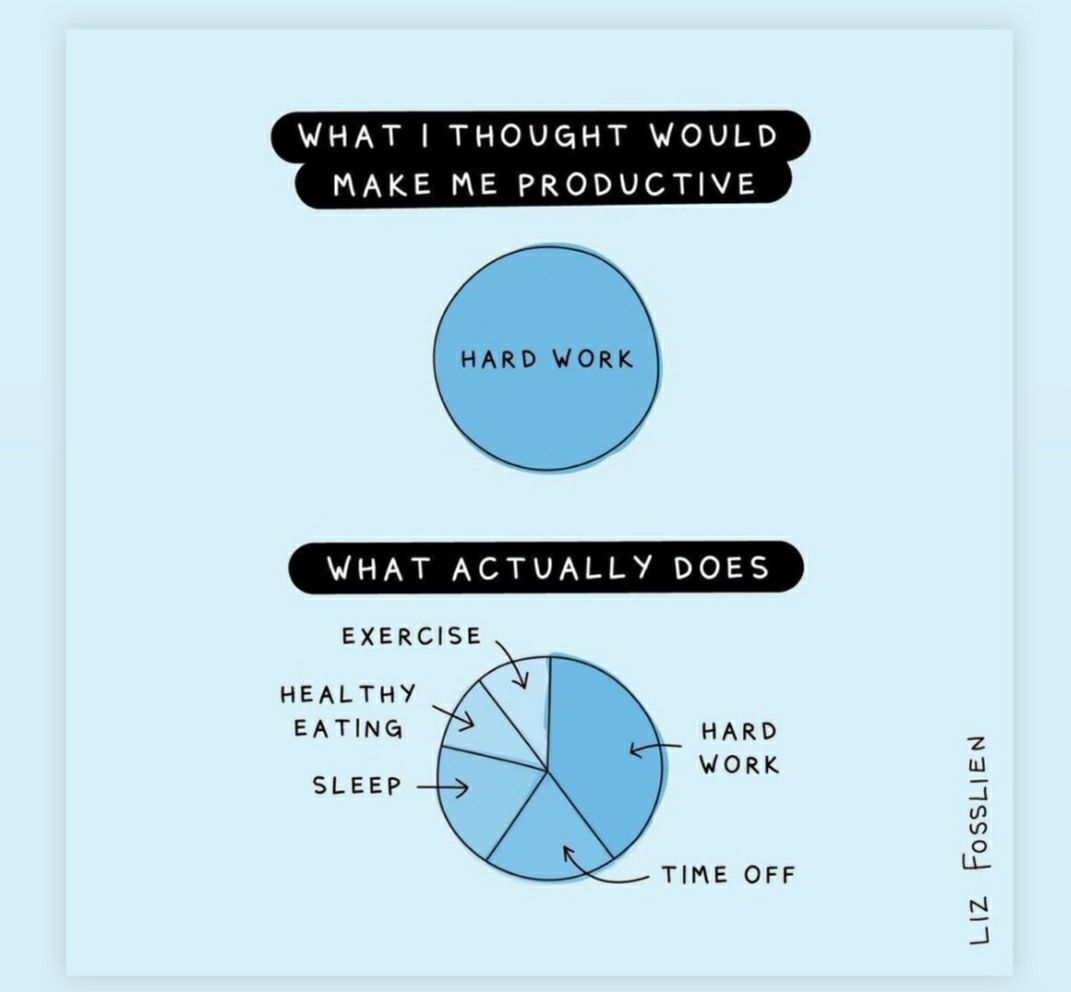 WHAT I THOUGHT WOULD
MAKE ME PRODUCTIVE
HARD WORK
WHAT ACTUALLY DOES
EXERCISE
HEALTHY
EATING
SLEEP
HARD
WORK
TIME OFF
LIZ FOSSLIEN